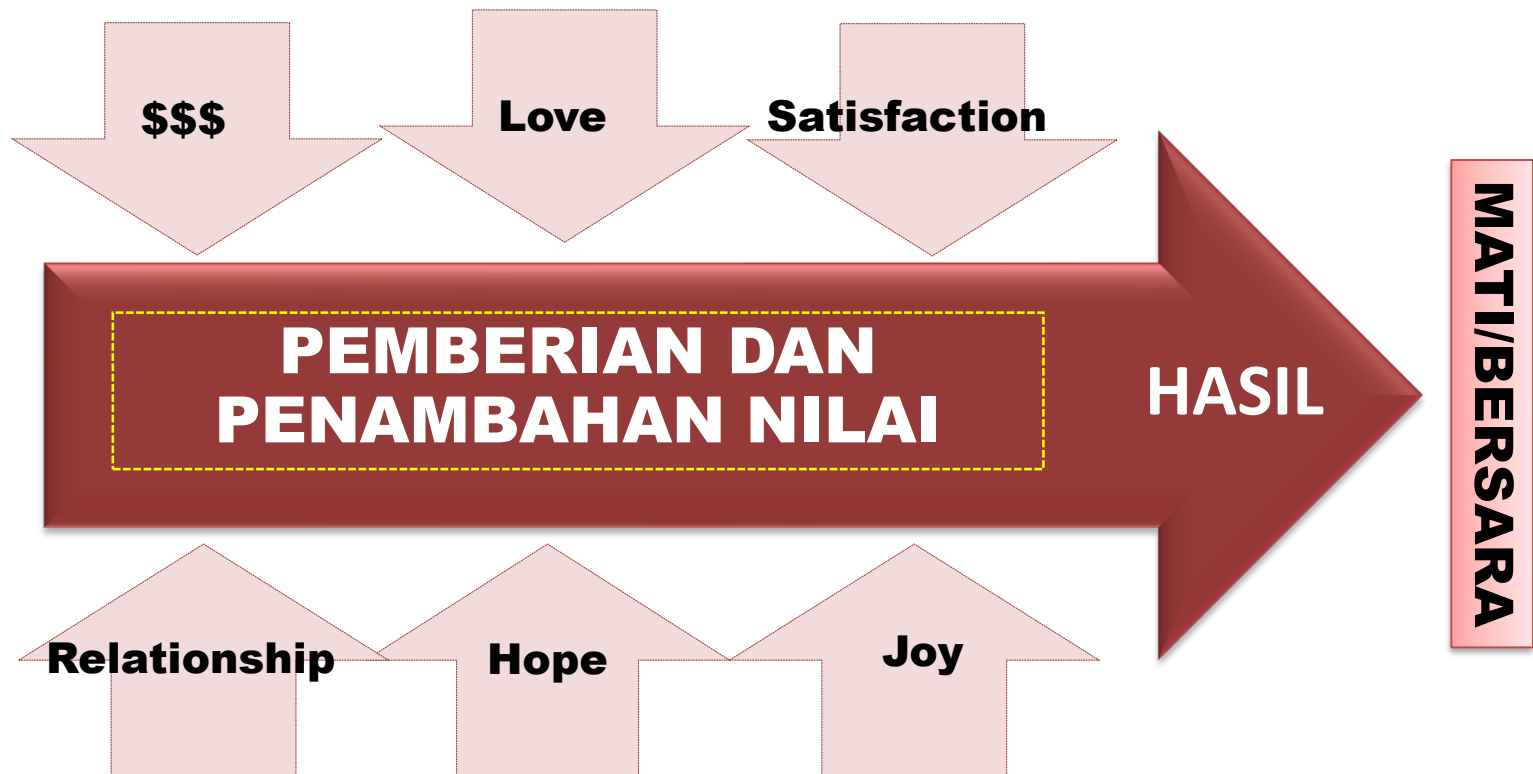 $$$
Love
Satisfaction
PEMBERIAN DAN
PENAMBAHAN NILAI
HASIL
MATI/BERSARA
Relationship
Hope
Joy